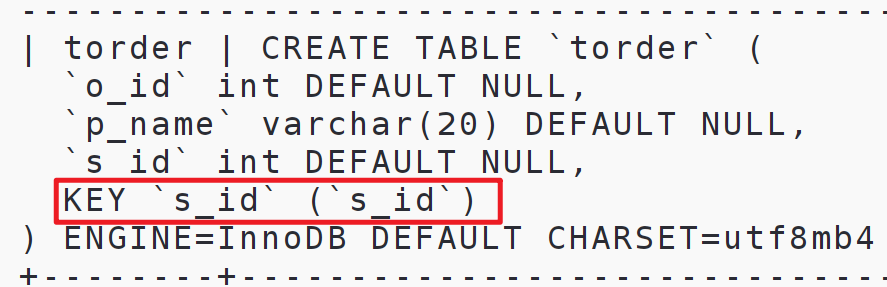 --------------------------------------------
| torder | CREATE TABLE `torder` (
  `o_id` int DEFAULT NULL,
  `p_name` varchar(20) DEFAULT NULL,
  `s_id` int DEFAULT NULL,
  KEY `s_id` (`s_id`)
) ENGINE=InnoDB DEFAULT CHARSET=utf8mb4
+--------+-------------------------------